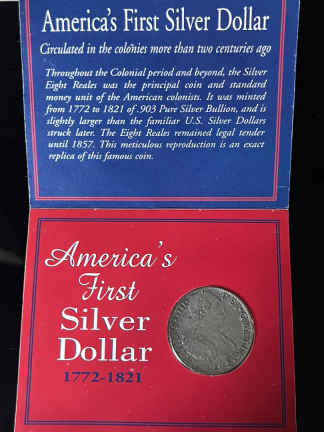 America's First Silver Dollar
Circulated in the colonies more than two centuries ago
Throughout the Colonial period and beyond, the Silver
Eight Reales was the principal coin and standard
money unit of the American colonists. It was minted
from 1772 to 1821 of .903 Pure Silver Bullion, and is
slightly larger than the familiar U.S. Silver Dollars
struck later. The Eight Reales remained legal tender
until 1857. This meticulous reproduction is an exact
replica of this famous coin.
America's
First
Silver
Dollar
1772-1821